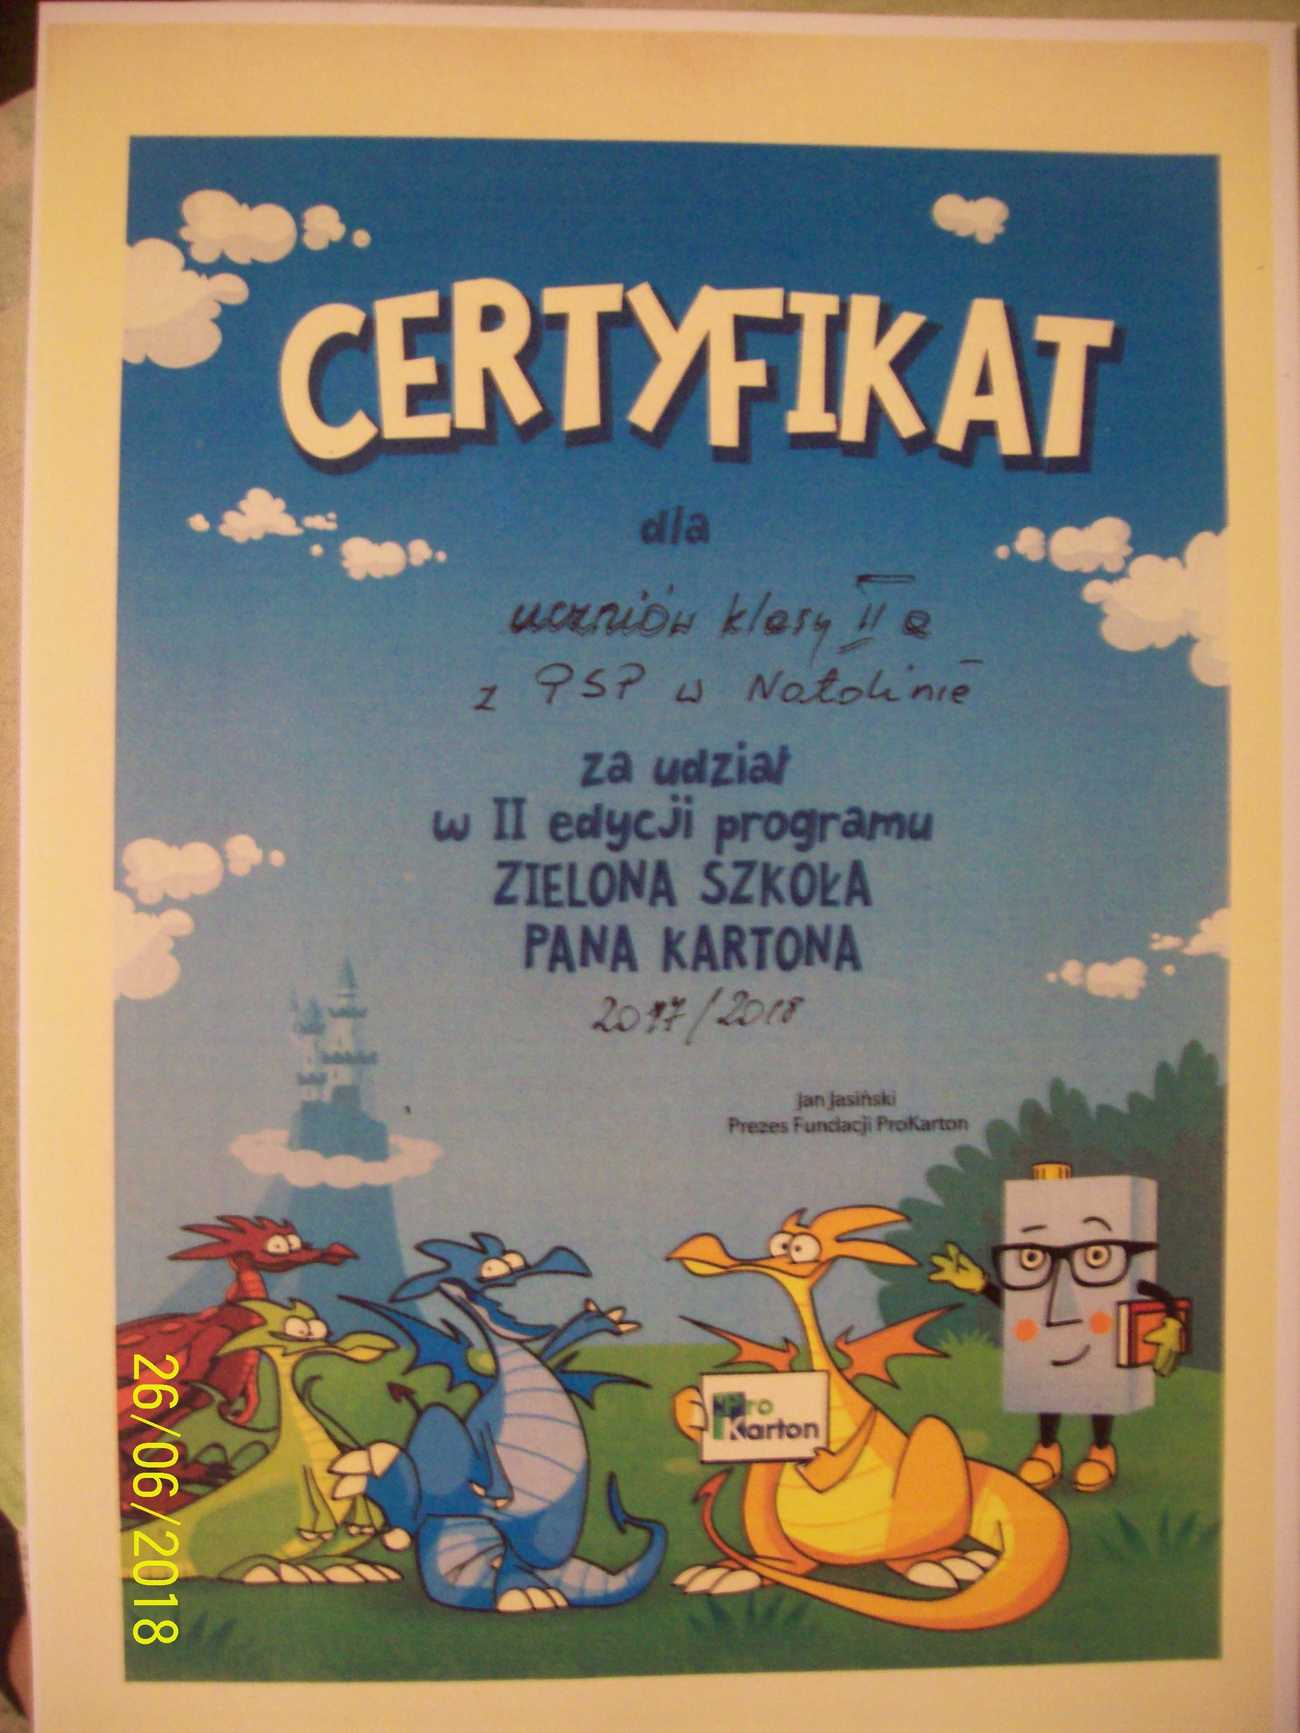 CERTYFIKAT
dla
uczniów klasy II a
z PSP w Natolinie
za udział
w II edycji programu
ZIELONA SZKOŁA
PANA KARTONA
2017/2018
Jan Jasiński
Prezes Fundacji ProKarton
Pro
Karton
26/06/2018